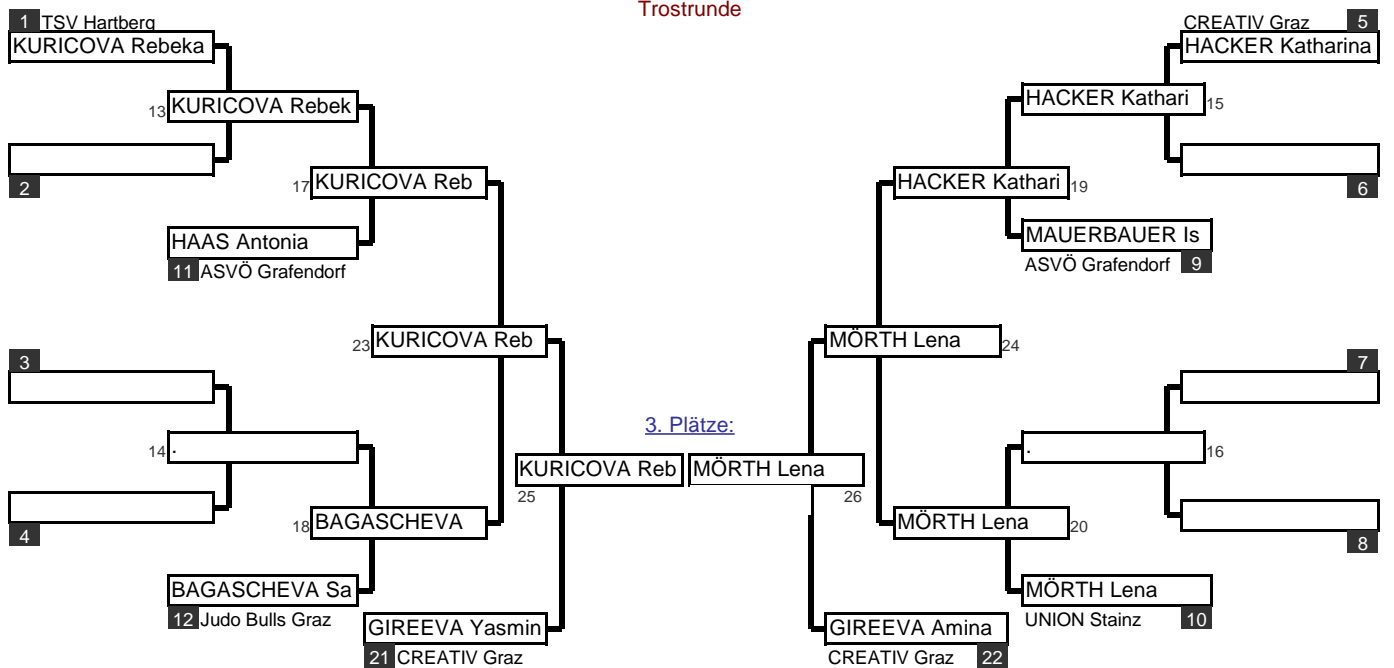 Trostrunde
1 TSV Hartberg
CREATIV Graz 5
KURICOVA Rebeka
HACKER Katharina
13 KURICOVA Rebek
HACKER Kathari 15
2
17 KURICOVA Reb
HACKER Kathari 19
6
HAAS Antonia
MAUERBAUER Is
11 ASVÖ Grafendorf
ASVÖ Grafendorf 9
23 KURICOVA Reb
MÖRTH Lena 24
3
7
3. Plätze:
14 .
. 16
KURICOVA Reb
MÖRTH Lena
25
26
4
18 BAGASCHEVA
MÖRTH Lena 20
8
BAGASCHEVA Sa
MÖRTH Lena
12 Judo Bulls Graz
UNION Stainz 10
GIREEVA Yasmin
GIREEVA Amina
21 CREATIV Graz
CREATIV Graz 22